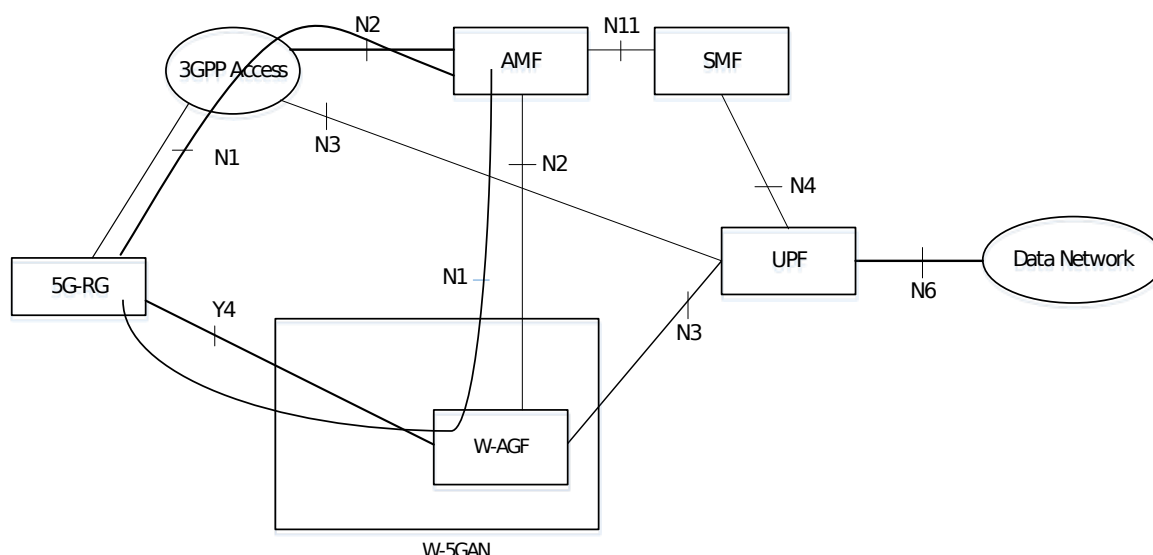 N2
N11
AMF
SMF
3GPP Access
N3
N1
N2
N4
UPF
Data Network
5G-RG
N1
N6
Y4
N3
W-AGF
W-5GAN